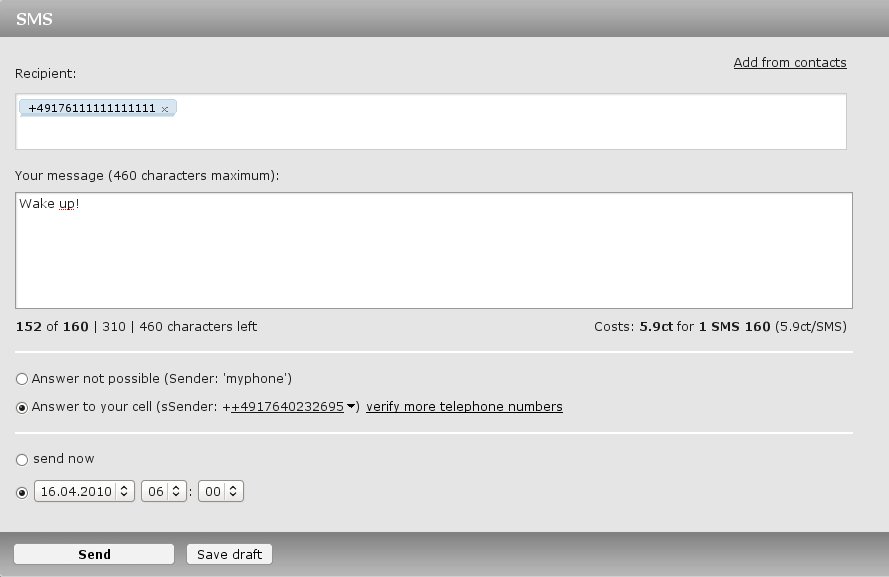 SMS
Add from contacts
Recipient:
+49176111111111111 x
Your message (460 characters maximum):
Wake up!
152 of 160 | 310 | 460 characters left
Costs: 5.9ct for 1 SMS 160 (5.9ct/SMS)
Answer not possible (Sender: 'myphone')
Answer to your cell (sSender: ++4917640232695) verify more telephone numbers
send now
16.04.2010 06 : 00
Send Save draft